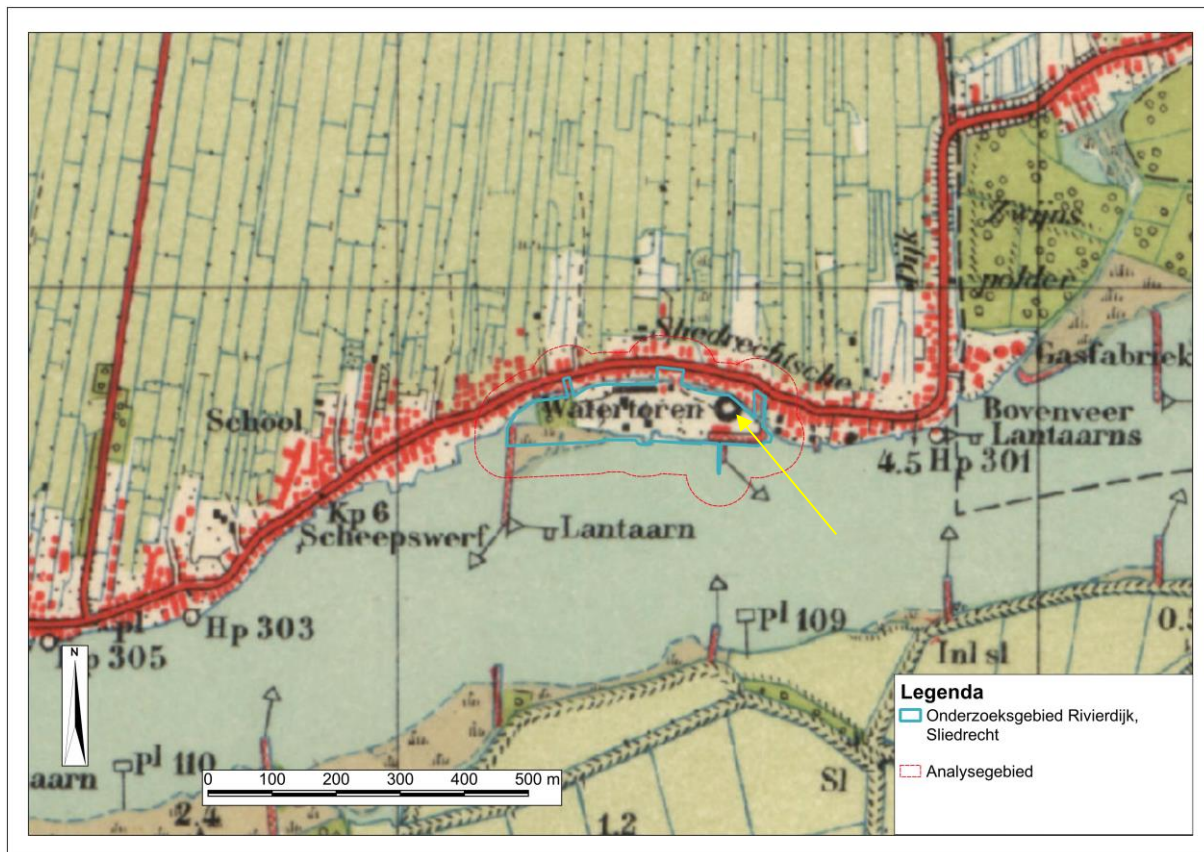 Zwijns
polder
Dijk
Sliedrechtsche
Gasfabriek
School
Watertoren
Bovenveer
Lantaarns
4.5 Hp 301
Kp 6
Scheepswerf
Lantaarn
Hp 303
pl
p 305
Pl 109
Inl sl
0.5
N
Legenda
Onderzoeksgebied Rivierdijk,
Sliedrecht
Analysegebied
aarn
Pl 110
0 100 200 300 400 500 m
Sl
2.4
1.2